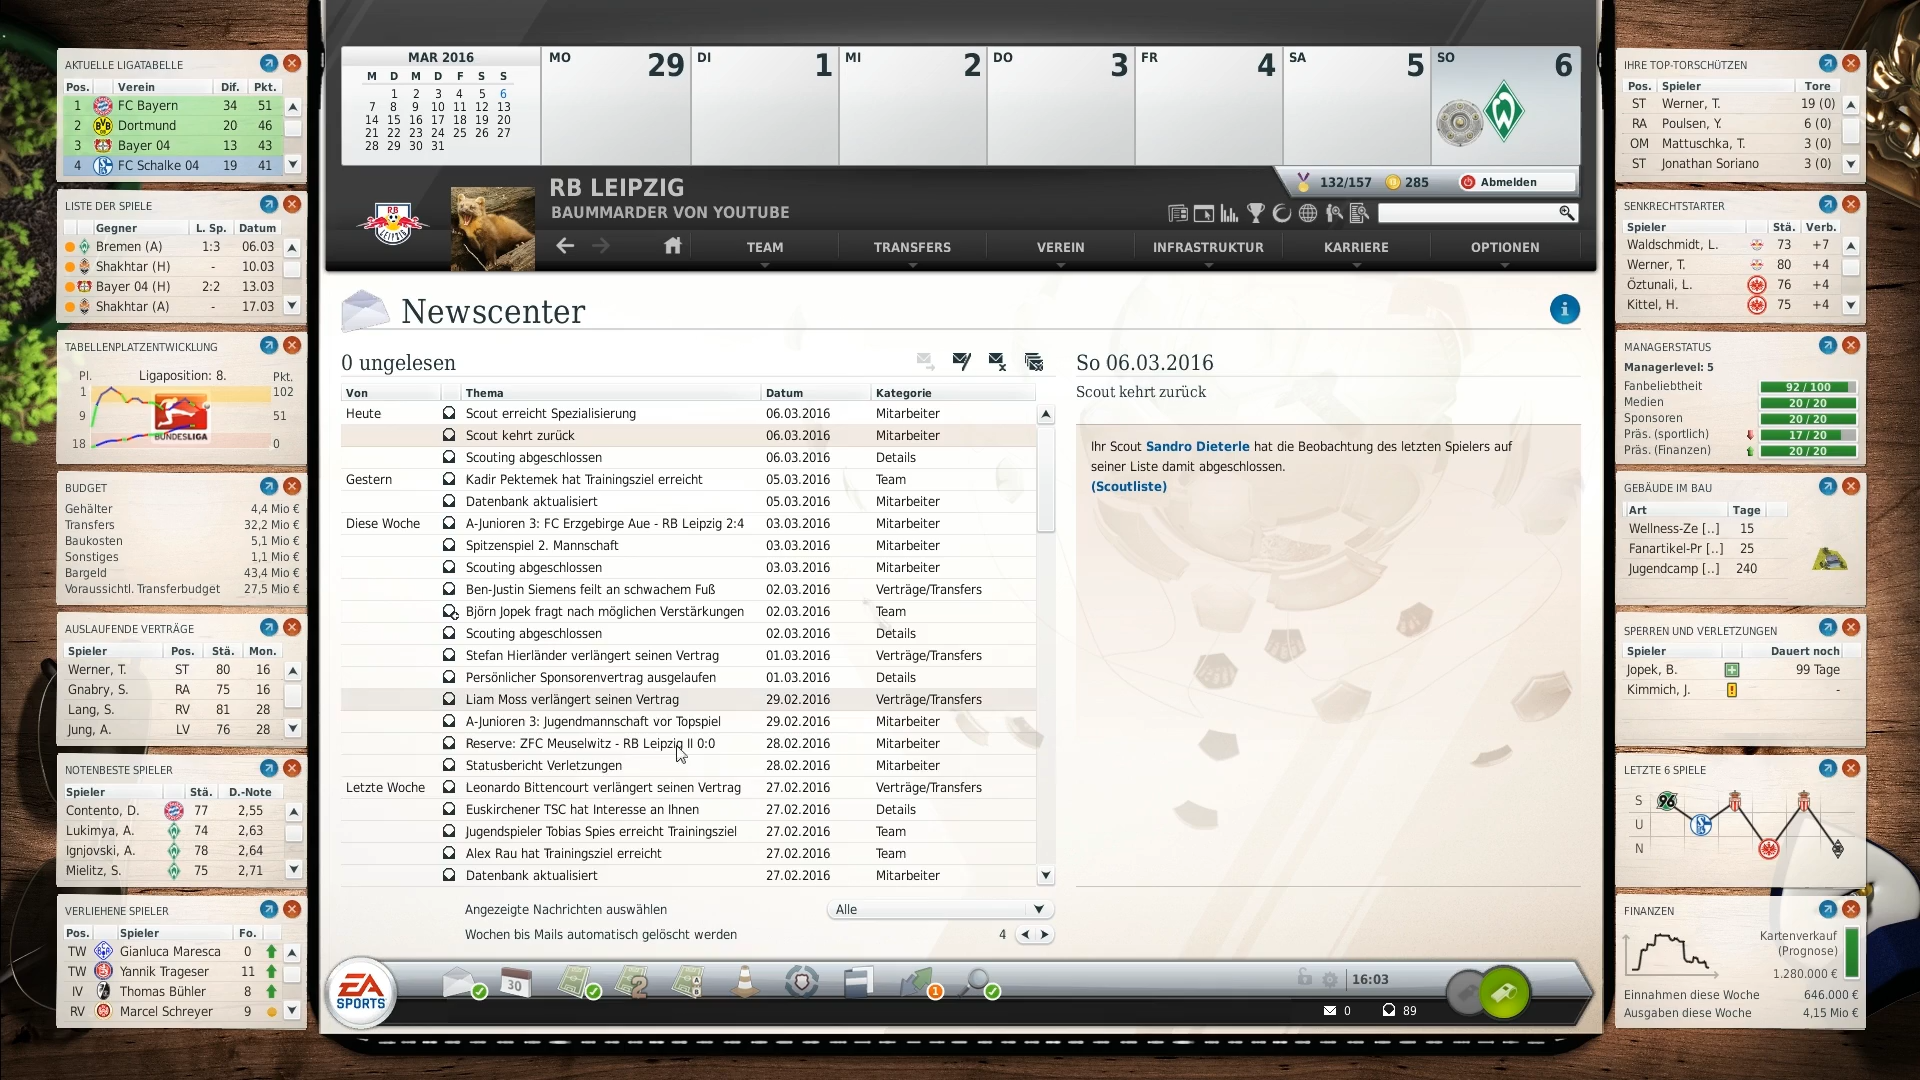 AKTUELLE LIGATABELLE
Pos. Verein Dif. Pkt.
1 FC Bayern 34 51
2 Dortmund 20 46
3 Bayer 04 13 43
4 FC Schalke 04 19 41
LISTE DER SPIELE
Gegner L. Sp. Datum
Bremen (A) 1:3 06.03
Shakhtar (H) - 10.03
Bayer 04 (H) 2:2 13.03
Shakhtar (A) - 17.03
TABELLENPLATZENTWICKLUNG
Pl. Ligaposition: 8. Pkt.
1 102
9 51
18 0
BUNDESLIGA
BUDGET
Gehälter 4,4 Mio €
Transfers 32,2 Mio €
Baukosten 5,1 Mio €
Sonstiges 1,1 Mio €
Bargeld 43,4 Mio €
Voraussichtl. Transferbudget 27,5 Mio €
AUSLAUFENDE VERTRÄGE
Spieler Pos. Stä. Mon.
Werner, T. ST 80 16
Gnabry, S. RA 75 16
Lang, S. RV 81 28
Jung, A. LV 76 28
NOTENBESTE SPIELER
Spieler Stä. D.-Note
Contento, D. 77 2,55
Lukimya, A. 74 2,63
Ignjovski, A. 78 2,64
Mielitz, S. 75 2,71
VERLIEHENE SPIELER
Pos. Spieler Fo.
TW Gianluca Maresca 0
TW Yannik Trageser 11
IV Thomas Bühler 8
RV Marcel Schreyer 9
MAR 2016
M D M D F S S
1 2 3 4 5 6
7 8 9 10 11 12 13
14 15 16 17 18 19 20
21 22 23 24 25 26 27
28 29 30 31
MO 29
DI 1
MI 2
DO 3
FR 4
SA 5
SO 6
132/157 285 Abmelden
RB LEIPZIG
BAUMMARDER VON YOUTUBE
RB LEIPZIG
TEAM TRANSFERS VEREIN INFRASTRUKTUR KARRIERE OPTIONEN
Newscenter
0 ungelesen
Von Thema Datum Kategorie
Heute Scout erreicht Spezialisierung 06.03.2016 Mitarbeiter
Scout kehrt zurück 06.03.2016 Mitarbeiter
Scouting abgeschlossen 06.03.2016 Details
Gestern Kadir Pektemek hat Trainingsziel erreicht 05.03.2016 Team
Datenbank aktualisiert 05.03.2016 Mitarbeiter
Diese Woche A-Junioren 3: FC Erzgebirge Aue - RB Leipzig 2:4 03.03.2016 Mitarbeiter
Spitzenspiel 2. Mannschaft 03.03.2016 Mitarbeiter
Scouting abgeschlossen 03.03.2016 Mitarbeiter
Ben-Justin Siemens feilt an schwachem Fuß 02.03.2016 Verträge/Transfers
Björn Jopek fragt nach möglichen Verstärkungen 02.03.2016 Team
Scouting abgeschlossen 02.03.2016 Details
Stefan Hierländer verlängert seinen Vertrag 01.03.2016 Verträge/Transfers
Persönlicher Sponsorenvertrag ausgelaufen 01.03.2016 Details
Liam Moss verlängert seinen Vertrag 29.02.2016 Verträge/Transfers
A-Junioren 3: Jugendmannschaft vor Topspiel 29.02.2016 Mitarbeiter
Reserve: ZFC Meuselwitz - RB Leipzig II 0:0 28.02.2016 Mitarbeiter
Statusbericht Verletzungen 28.02.2016 Mitarbeiter
Letzte Woche Leonardo Bittencourt verlängert seinen Vertrag 27.02.2016 Verträge/Transfers
Euskirchener TSC hat Interesse an Ihnen 27.02.2016 Details
Jugendspieler Tobias Spies erreicht Trainingsziel 27.02.2016 Team
Alex Rau hat Trainingsziel erreicht 27.02.2016 Team
Datenbank aktualisiert 27.02.2016 Mitarbeiter
Angezeigte Nachrichten auswählen Alle
Wochen bis Mails automatisch gelöscht werden 4
So 06.03.2016
Scout kehrt zurück
Ihr Scout Sandro Dieterle hat die Beobachtung des letzten Spielers auf
seiner Liste damit abgeschlossen.
(Scoutliste)
EA SPORTS
30
2
1
16:03
0 89
IHRE TOP-TORSCHÜTZEN
Pos. Spieler Tore
ST Werner, T. 19 (0)
RA Poulsen, Y. 6 (0)
OM Mattuschka, T. 3 (0)
ST Jonathan Soriano 3 (0)
SENKRECHTSTARTER
Spieler Stä. Verb.
Waldschmidt, L. 73 +7
Werner, T. 80 +4
Öztunali, L. 76 +4
Kittel, H. 75 +4
MANAGERSTATUS
Managerlevel: 5
Fanbeliebtheit 92 / 100
Medien 20 / 20
Sponsoren 20 / 20
Präs. (sportlich) 17 / 20
Präs. (Finanzen) 20 / 20
GEBÄUDE IM BAU
Art Tage
Wellness-Ze [..] 15
Fanartikel-Pr [..] 25
Jugendcamp [..] 240
SPERREN UND VERLETZUNGEN
Spieler Dauert noch
Jopek, B. 99 Tage
Kimmich, J. -
LETZTE 6 SPIELE
S
U
N
96
FINANZEN
Kartenverkauf
(Prognose)
1.280.000 €
Einnahmen diese Woche 646.000 €
Ausgaben diese Woche 4,15 Mio €